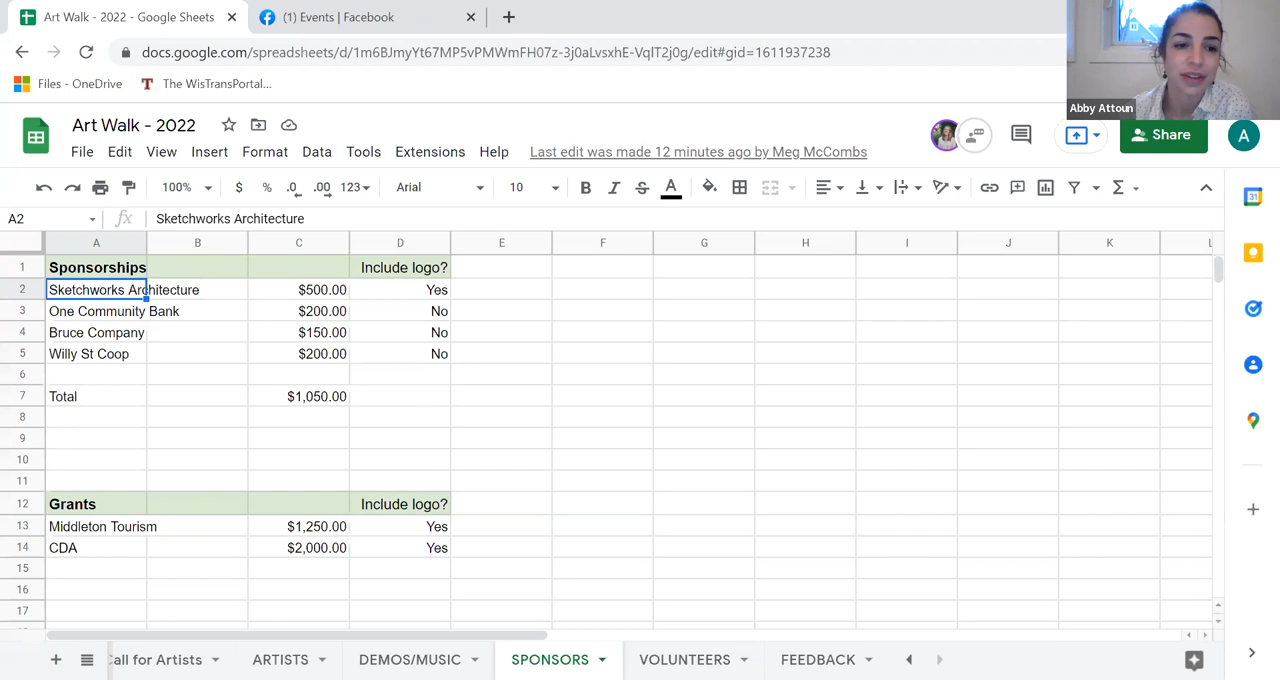 Art Walk - 2022 - Google Sheets
(1) Events | Facebook
docs.google.com/spreadsheets/d/1m6BJmyYt67MP5vPMWmFH07z-3j0aLvsxhE-VqlT2j0g/edit#gid=1611937238
Files - OneDrive
The WisTransPortal...
Abby Attoun
Art Walk - 2022
File Edit View Insert Format Data Tools Extensions Help Last edit was made 12 minutes ago by Meg McCombs
Share
A
100% $ % .0 .00 123 Arial 10 B I S A Σ
A2 fx Sketchworks Architecture
31
A B C D E F G H I J K L
1 Sponsorships Include logo?
2 Sketchworks Architecture $500.00 Yes
3 One Community Bank $200.00 No
4 Bruce Company $150.00 No
5 Willy St Coop $200.00 No
6
7 Total $1,050.00
8
9
10
11
12 Grants Include logo?
13 Middleton Tourism $1,250.00 Yes
14 CDA $2,000.00 Yes
15
16
17
Call for Artists ARTISTS DEMOS/MUSIC SPONSORS VOLUNTEERS FEEDBACK